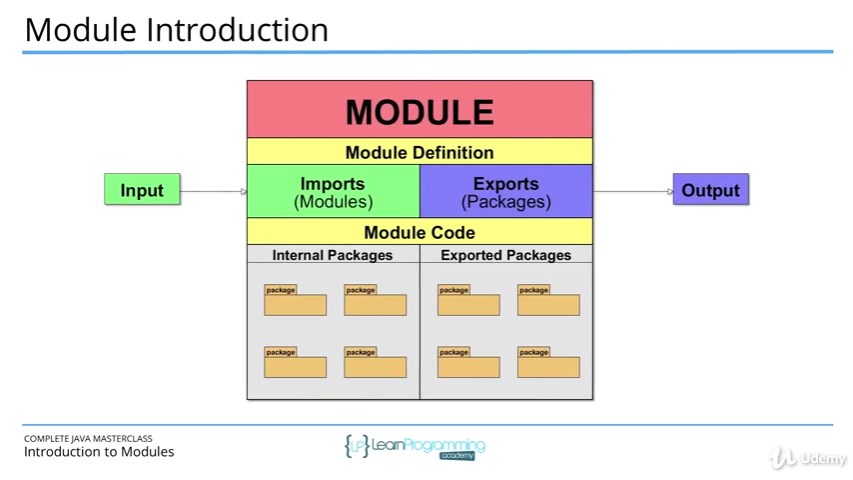 Module Introduction
MODULE
Module Definition
Input
Imports
(Modules)
Exports
(Packages)
Output
Module Code
Internal Packages
Exported Packages
package
package
package
package
package
package
package
package
COMPLETE JAVA MASTERCLASS
Introduction to Modules
{LP} LearnProgramming
academy
Udemy